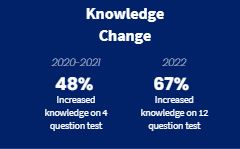 Knowledge
Change
2020-2021
48%
Increased
knowledge on 4
question test
2022
67%
Increased
knowledge on 12
question test